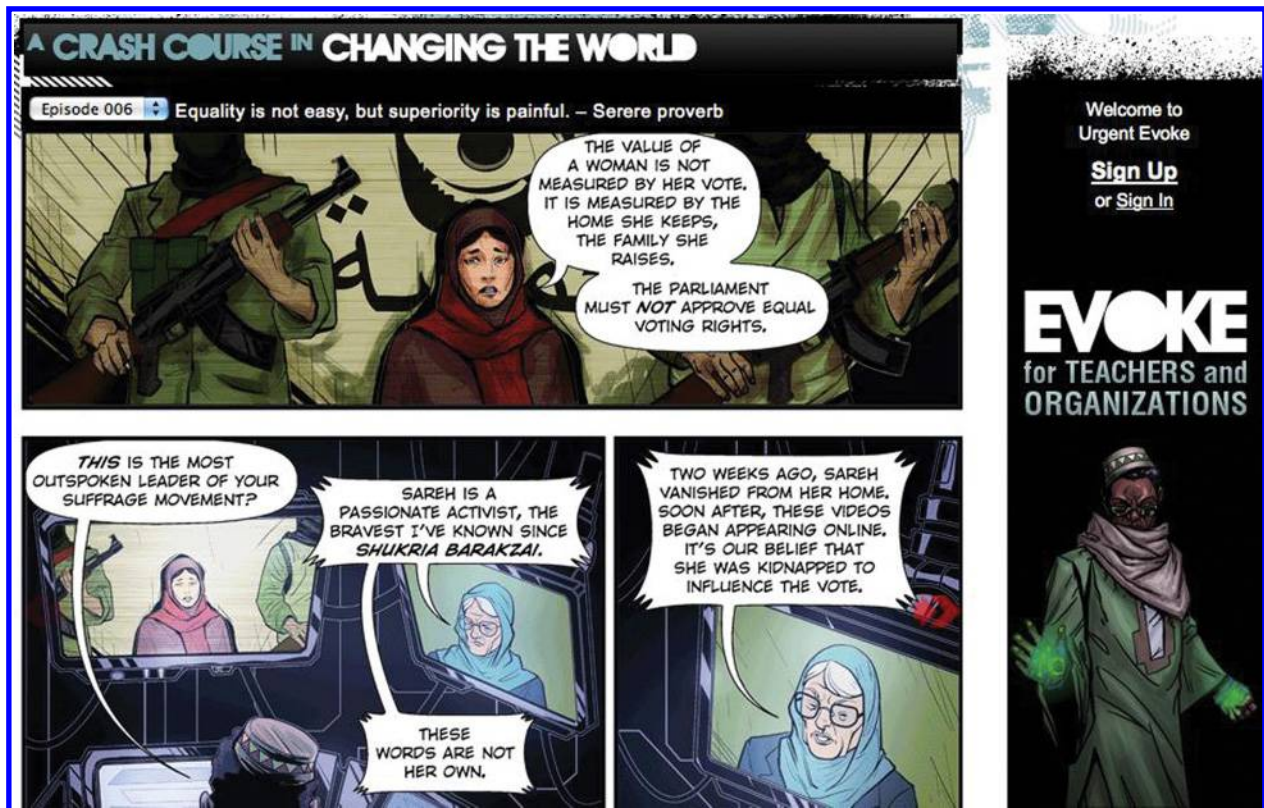 A CRASH COURSE IN CHANGING THE WORLD
Episode 006
Equality is not easy, but superiority is painful. – Serere proverb
THE VALUE OF
A WOMAN IS NOT
MEASURED BY HER VOTE.
IT IS MEASURED BY THE
HOME SHE KEEPS,
THE FAMILY SHE
RAISES.
THE PARLIAMENT
MUST NOT APPROVE EQUAL
VOTING RIGHTS.
THIS IS THE MOST
OUTSPOKEN LEADER OF YOUR
SUFFRAGE MOVEMENT?
SAREH IS A
PASSIONATE ACTIVIST, THE
BRAVEST I'VE KNOWN SINCE
SHUKRIA BARAKZAI.
THESE
WORDS ARE NOT
HER OWN.
TWO WEEKS AGO, SAREH
VANISHED FROM HER HOME.
SOON AFTER, THESE VIDEOS
BEGAN APPEARING ONLINE.
IT'S OUR BELIEF THAT
SHE WAS KIDNAPPED TO
INFLUENCE THE VOTE.
Welcome to
Urgent Evoke
Sign Up
or Sign In
EVOKE
for TEACHERS and
ORGANIZATIONS